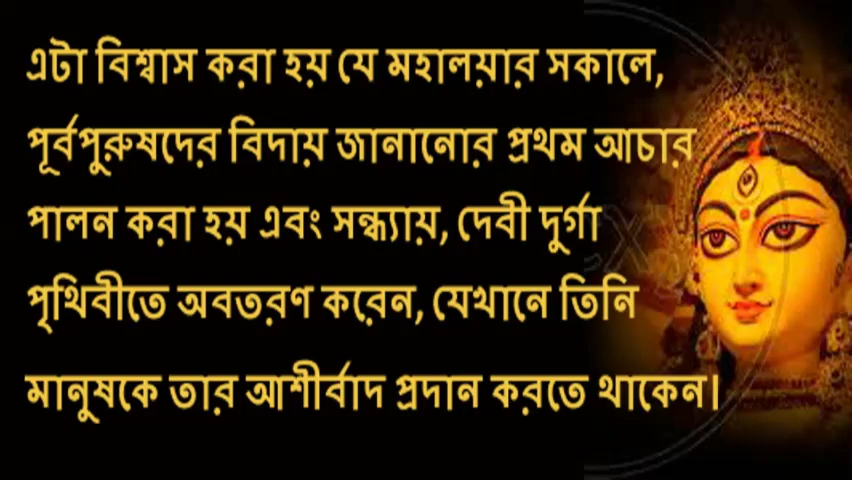 এটা বিশ্বাস করা হয় যে মহালয়ার সকালে,
পূর্বপুরুষদের বিদায় জানানোর প্রথম আচার
পালন করা হয় এবং সন্ধ্যায়, দেবী দুর্গা
পৃথিবীতে অবতরণ করেন, যেখানে তিনি
মানুষকে তার আশীর্বাদ প্রদান করতে থাকেন।